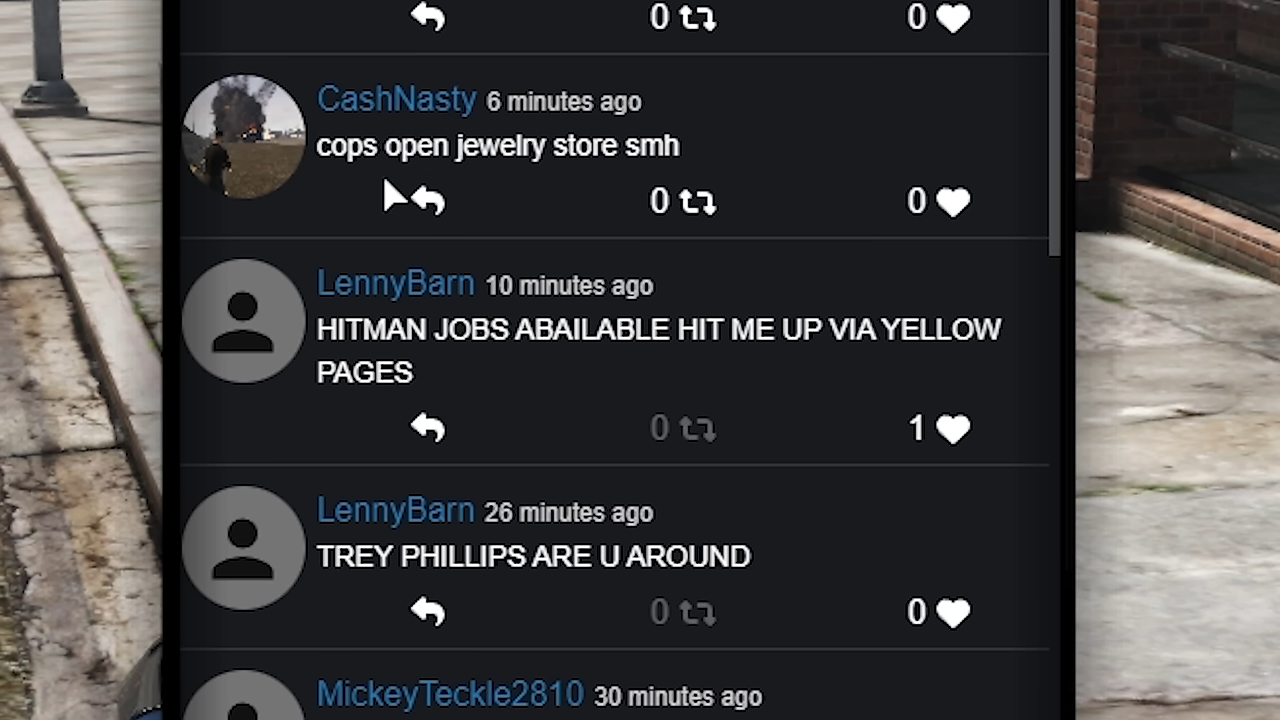 0 0
CashNasty 6 minutes ago
cops open jewelry store smh
0 0
LennyBarn 10 minutes ago
HITMAN JOBS ABAILABLE HIT ME UP VIA YELLOW
PAGES
0 1
LennyBarn 26 minutes ago
TREY PHILLIPS ARE U AROUND
0 0
MickeyTeckle2810 30 minutes ago